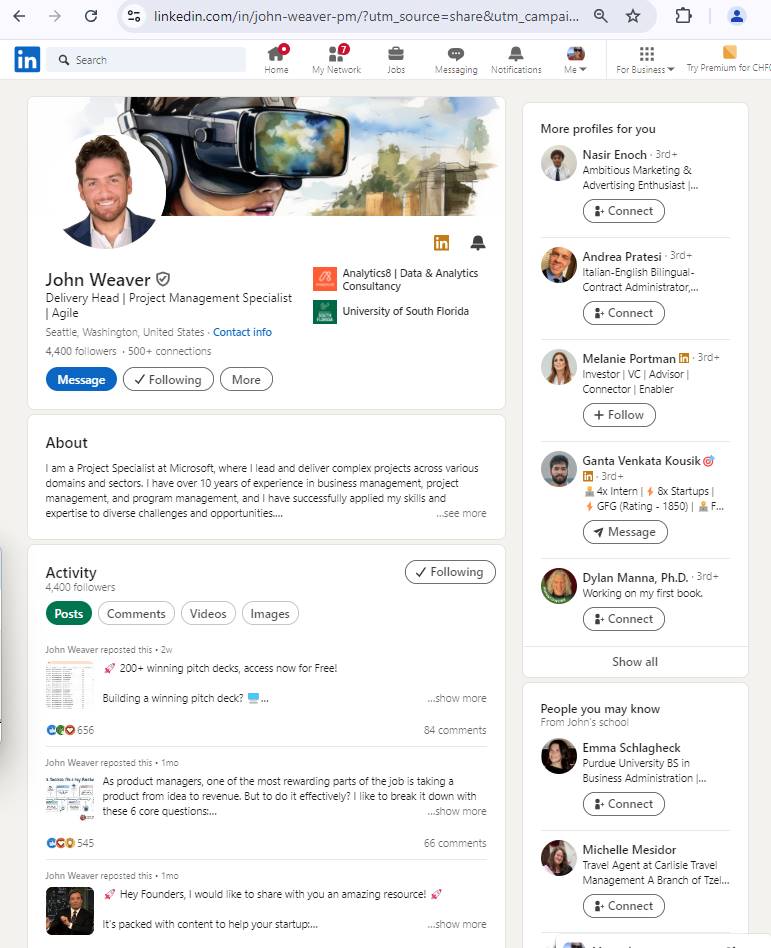 linkedin.com/in/john-weaver-pm/?utm_source=share&utm_campai...
Search
Home
7
My Network
Jobs
Messaging
Notifications
Me
For Business
Try Premium for CHF0
John Weaver
Delivery Head | Project Management Specialist
| Agile
Seattle, Washington, United States · Contact info
4,400 followers · 500+ connections
Message
Following
More
Analytics8 | Data & Analytics
Consultancy
University of South Florida
About
I am a Project Specialist at Microsoft, where I lead and deliver complex projects across various
domains and sectors. I have over 10 years of experience in business management, project
management, and program management, and I have successfully applied my skills and
expertise to diverse challenges and opportunities.... ...see more
Activity
4,400 followers
Following
Posts
Comments
Videos
Images
John Weaver reposted this • 2w
🚀 200+ winning pitch decks, access now for Free!
Building a winning pitch deck? 🖥️ ... ...show more
656
84 comments
John Weaver reposted this • 1mo
As product managers, one of the most rewarding parts of the job is taking a
product from idea to revenue. But to do it effectively? I like to break it down with
these 6 core questions:... ...show more
545
66 comments
John Weaver reposted this • 1mo
🚀 Hey Founders, I would like to share with you an amazing resource! 🚀
It's packed with content to help your startup:... ...show more
More profiles for you
Nasir Enoch · 3rd+
Ambitious Marketing &
Advertising Enthusiast |...
Connect
Andrea Pratesi · 3rd+
Italian-English Bilingual-
Contract Administrator,...
Connect
Melanie Portman in · 3rd+
Investor | VC | Advisor |
Connector | Enabler
Follow
Ganta Venkata Kousik🎯
in · 3rd+
👨‍💻 4x Intern | ⚡ 8x Startups |
⚡ GFG (Rating - 1850) | 👨‍💻 F...
Message
Dylan Manna, Ph.D. · 3rd+
Working on my first book.
Connect
Show all
People you may know
From John's school
Emma Schlagheck
Purdue University BS in
Business Administration |...
Connect
Michelle Mesidor
Travel Agent at Carlisie Travel
Management A Branch of Tzel...
Connect